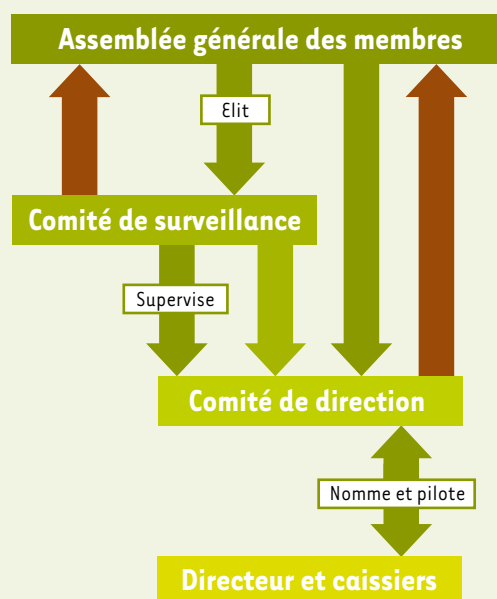 Assemblée générale des membres
Elit
Comité de surveillance
Supervise
Comité de direction
Nomme et pilote
Directeur et caissiers